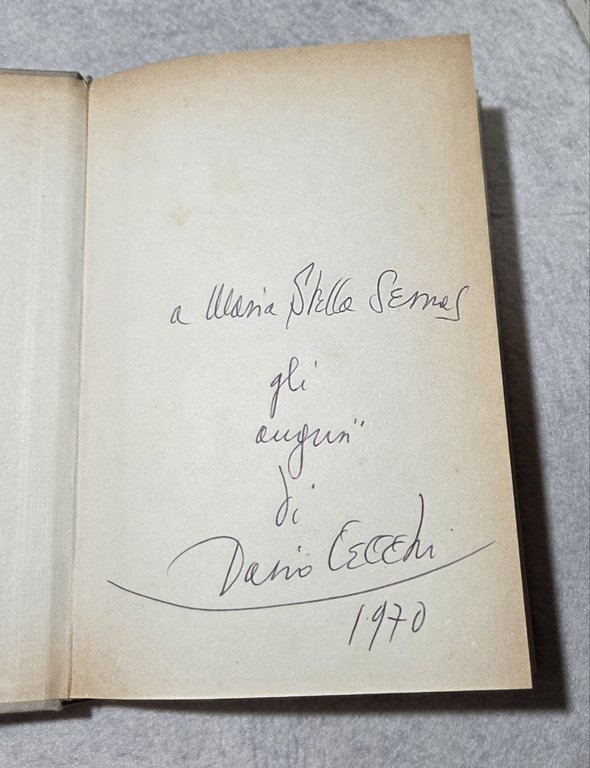 a Maria Stella Sernas
gli
auguri
di
Dario Cecchi
1970